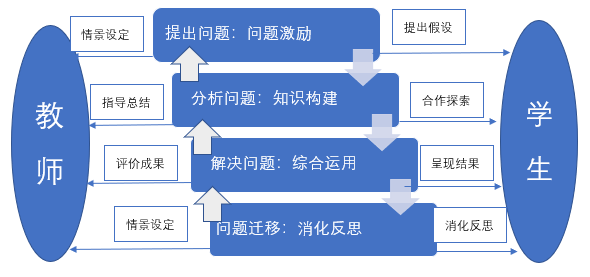 情景设定
提出问题：问题激励
提出假设
指导总结
分析问题：知识构建
合作探索
教师
学生
评价成果
解决问题：综合运用
呈现结果
情景设定
问题迁移：消化反思
消化反思